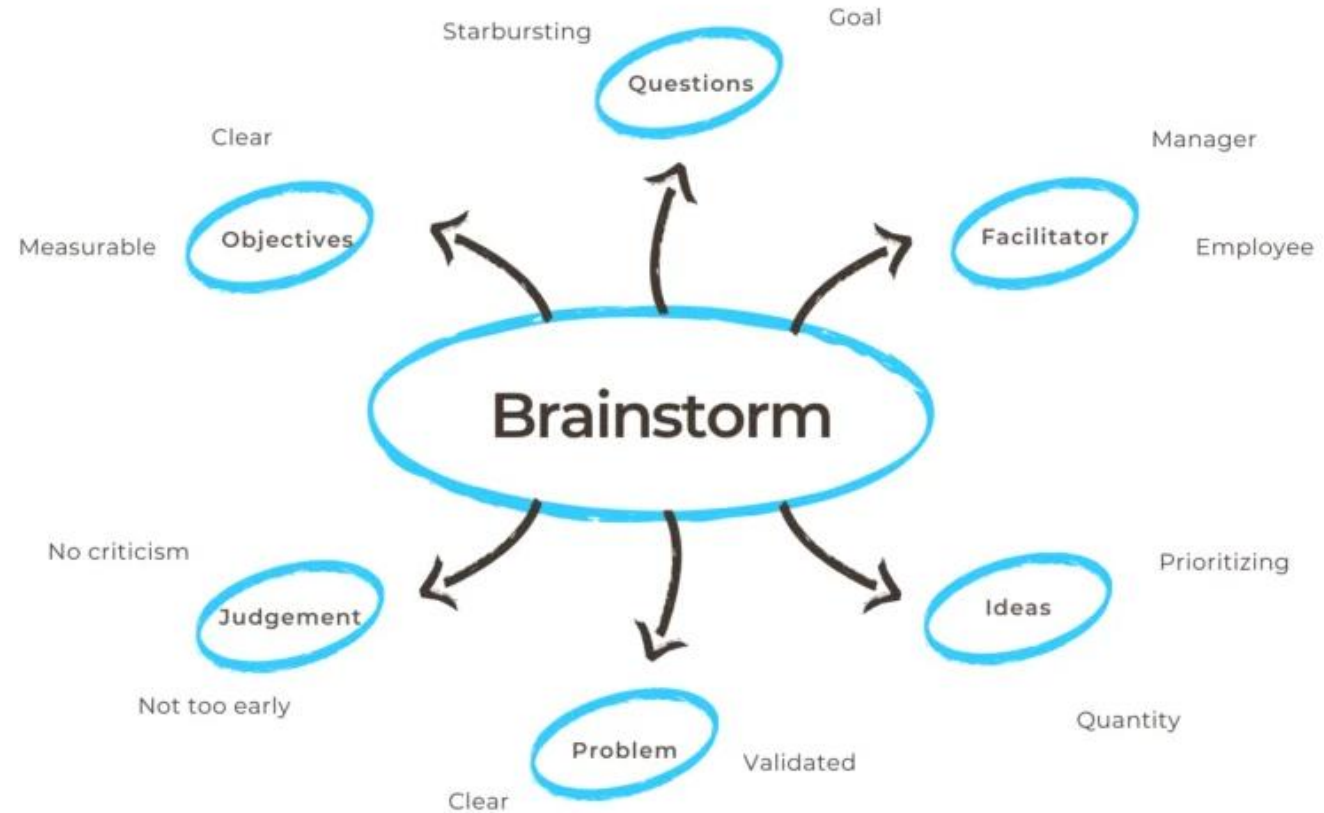 Goal
Starbursting
Questions
Clear
Manager
Measurable
Objectives
Facilitator
Employee
Brainstorm
No criticism
Judgement
Not too early
Prioritizing
Ideas
Quantity
Problem
Validated
Clear